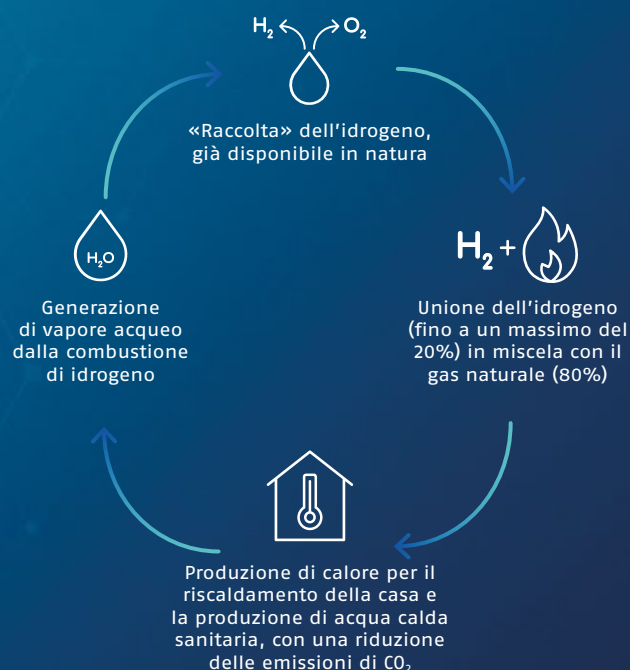 H₂ O₂
«Raccolta» dell'idrogeno,
già disponibile in natura
H₂ +
Unione dell'idrogeno
(fino a un massimo del
20%) in miscela con il
gas naturale (80%)
Produzione di calore per il
riscaldamento della casa e
la produzione di acqua calda
sanitaria, con una riduzione
delle emissioni di CO₂
H₂O
Generazione
di vapore acqueo
dalla combustione
di idrogeno